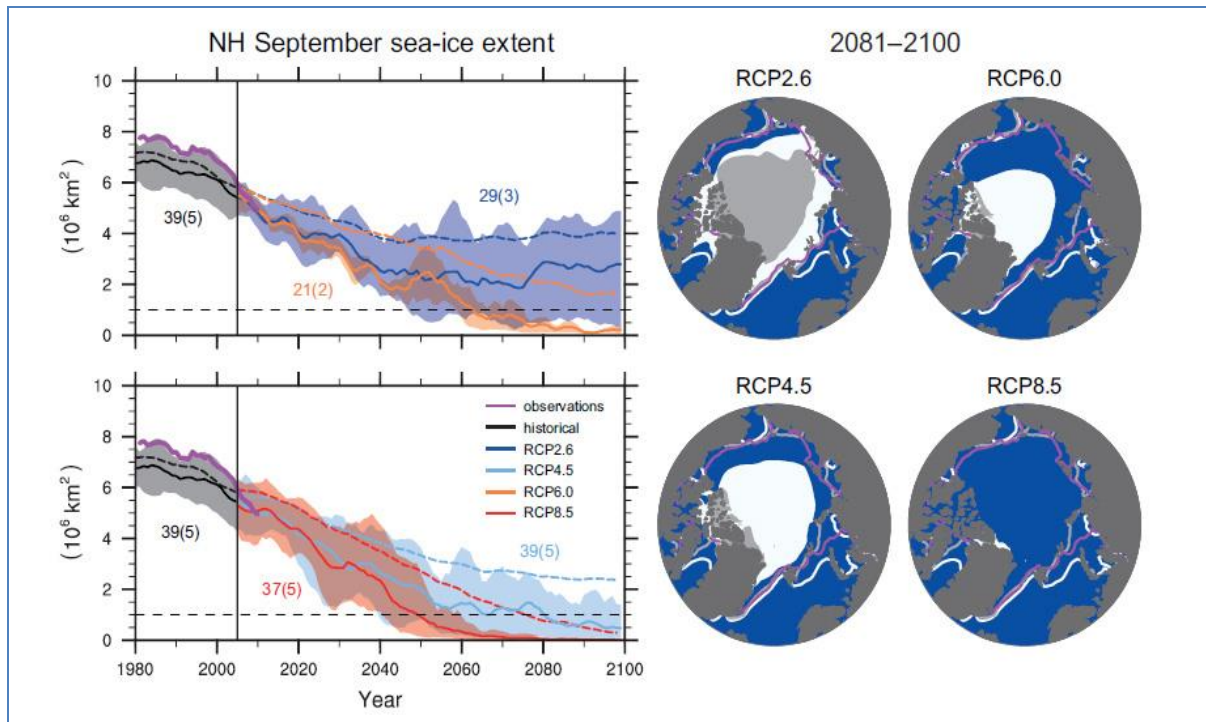 NH September sea-ice extent
2081–2100
10
8
6
4
2
0
(10⁶ km²)
39(5)
29(3)
21(2)
RCP2.6
RCP6.0
10
8
6
4
2
0
(10⁶ km²)
39(5)
37(5)
39(5)
observations
historical
RCP2.6
RCP4.5
RCP6.0
RCP8.5
RCP4.5
RCP8.5
1980 2000 2020 2040 2060 2080 2100
Year